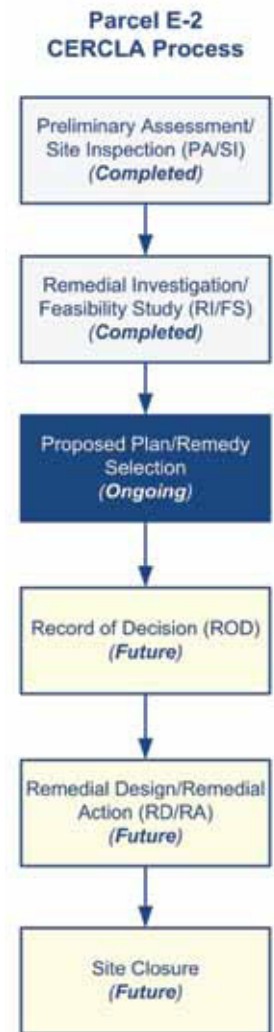 Parcel E-2
CERCLA Process
Preliminary Assessment/
Site Inspection (PA/SI)
(Completed)
Remedial Investigation/
Feasibility Study (RI/FS)
(Completed)
Proposed Plan/Remedy
Selection
(Ongoing)
Record of Decision (ROD)
(Future)
Remedial Design/Remedial
Action (RD/RA)
(Future)
Site Closure
(Future)